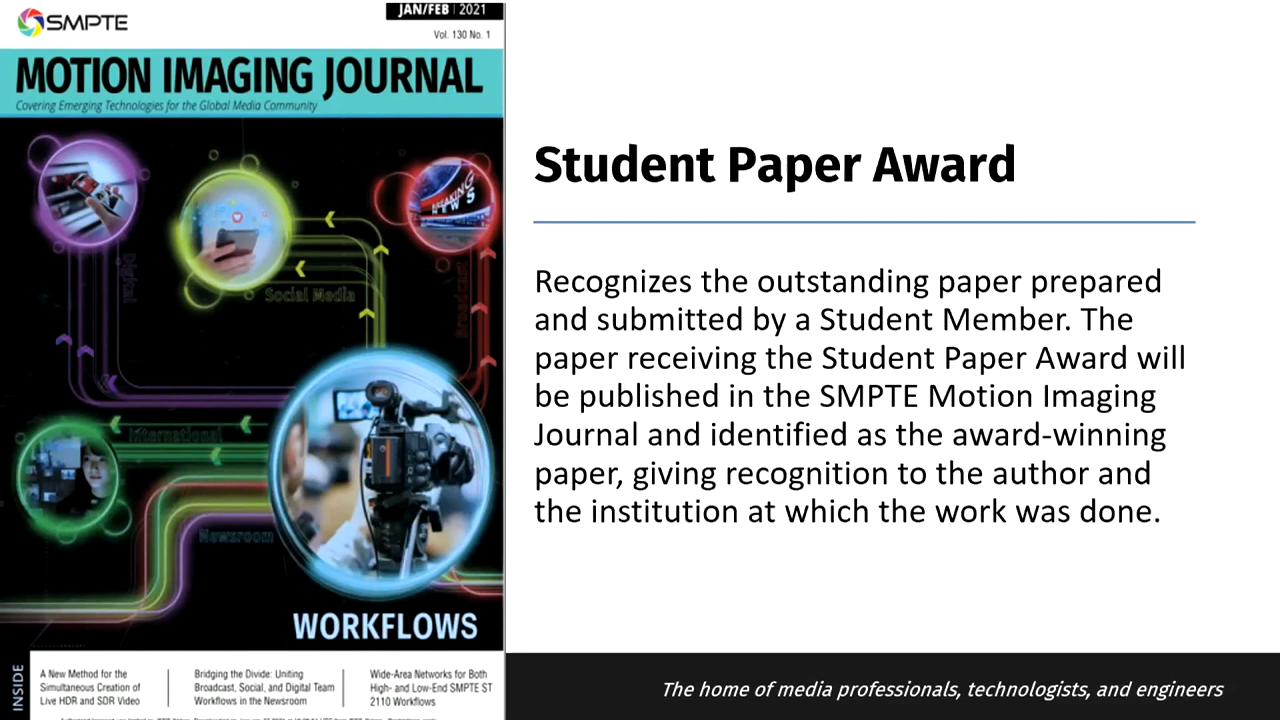 SMPTE
JAN/FEB | 2021
Vol. 130 No. 1
MOTION IMAGING JOURNAL
Covering Emerging Technologies for the Global Media Community
BREAKING
NEWS
Digital
Social Media
Broadcast
International
Newsroom
WORKFLOWS
INSIDE
A New Method for the
Simultaneous Creation of
Live HDR and SDR Video
Bridging the Divide: Uniting
Broadcast, Social, and Digital Team
Workflows in the Newsroom
Wide-Area Networks for Both
High- and Low-End SMPTE ST
2110 Workflows
Student Paper Award
Recognizes the outstanding paper prepared
and submitted by a Student Member. The
paper receiving the Student Paper Award will
be published in the SMPTE Motion Imaging
Journal and identified as the award-winning
paper, giving recognition to the author and
the institution at which the work was done.
The home of media professionals, technologists, and engineers